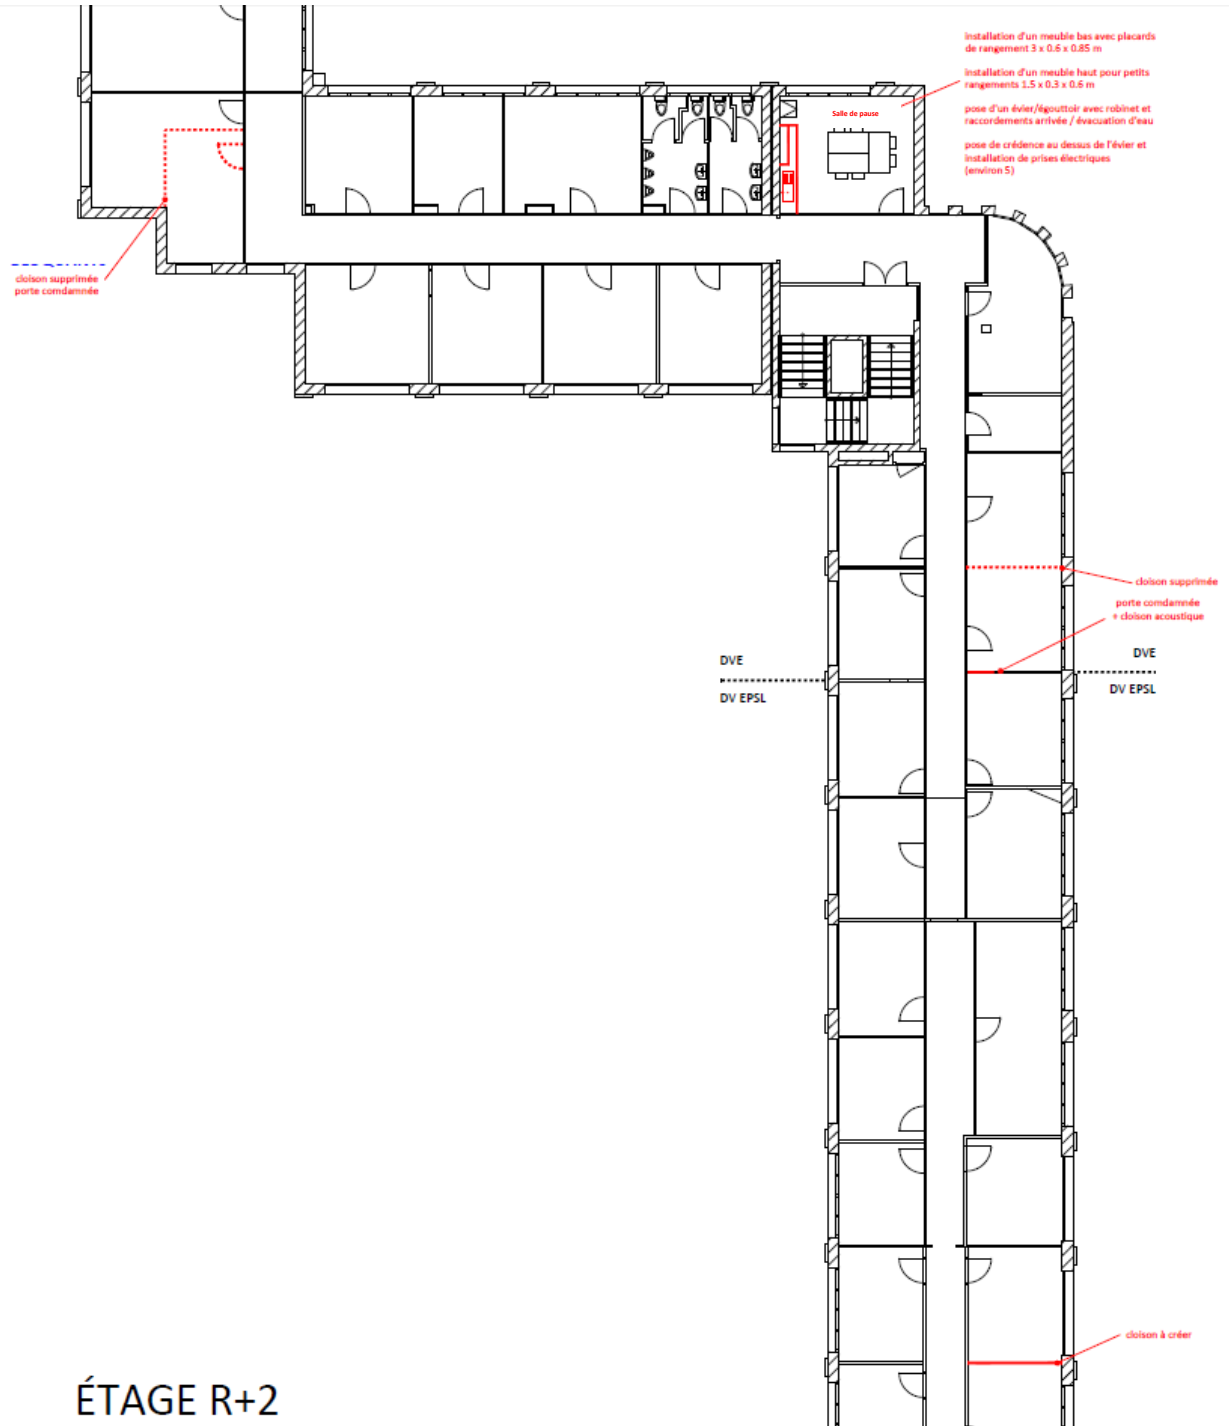 installation d'un meuble bas avec placards
de rangement 3 x 0.6 x 0.85 m
installation d'un meuble haut pour petits
rangements 1.5 x 0.3 x 0.6 m
pose d'un évier/égouttoir avec robinet et
raccordements arrivée / évacuation d'eau
pose de crédence au dessus de l'évier et
installation de prises électriques
(environ 5)
Salle de pause
cloison supprimée
porte comdamnée
cloison supprimée
porte comdamnée
+ cloison acoustique
DVE
DV EPSL
DVE
DV EPSL
cloison à créer
ÉTAGE R+2